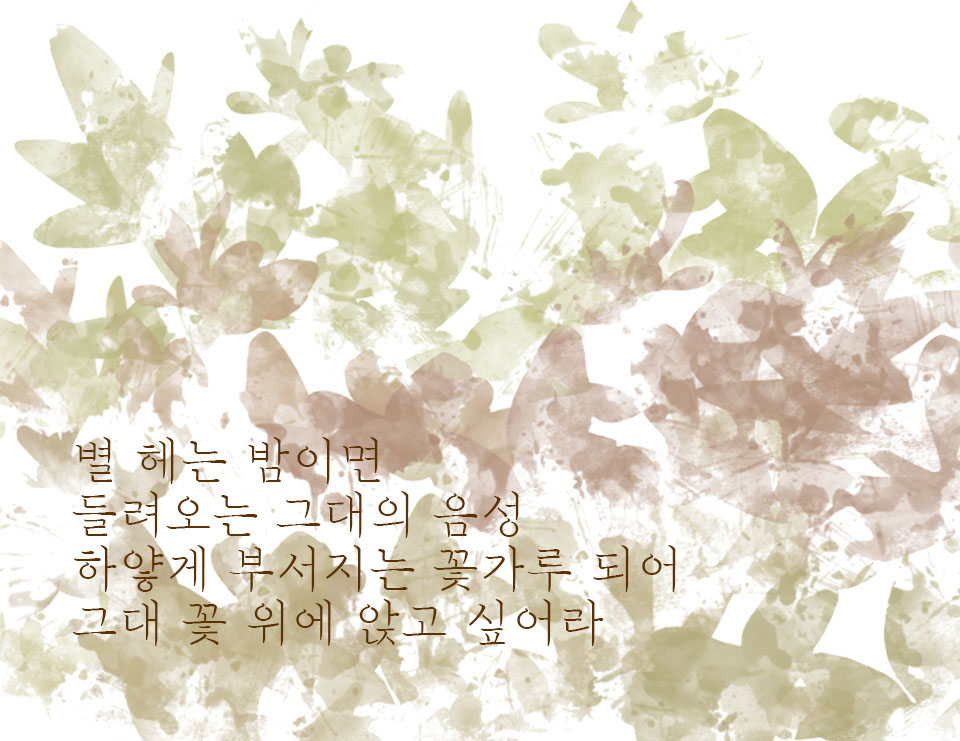 별 헤는 밤이면
들려오는 그대의 음성
하얗게 부서지는 꽃가루 되어
그대 꽃 위에 앉고 싶어라